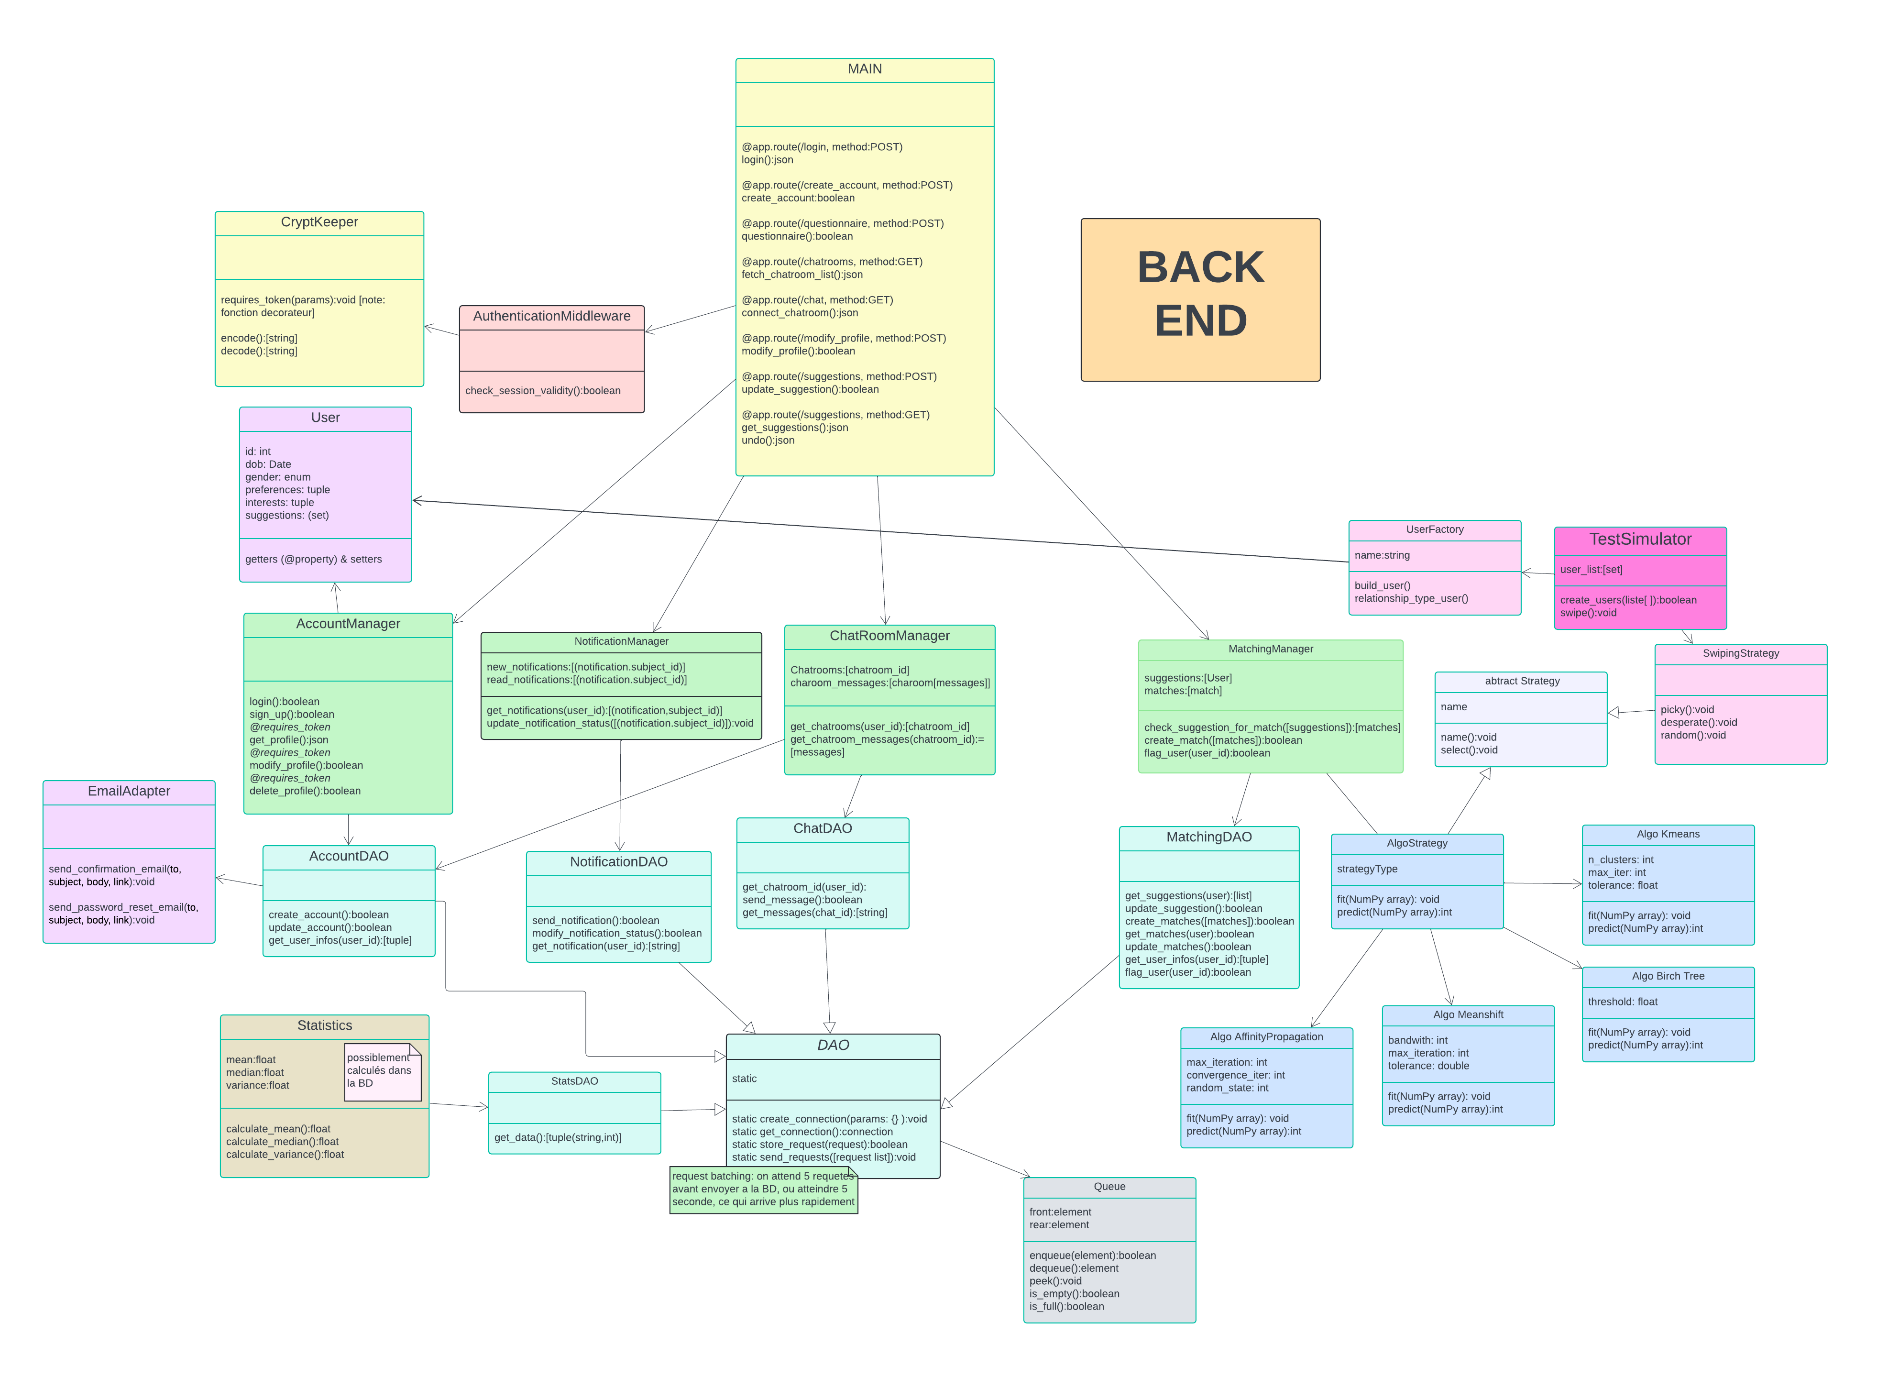 MAIN
@app.route(/login, method:POST)
login():json
@app.route(/create_account, method:POST)
create_account:boolean
@app.route(/questionnaire, method:POST)
questionnaire():boolean
@app.route(/chatrooms, method:GET)
fetch_chatroom_list():json
@app.route(/chat, method:GET)
connect_chatroom():json
@app.route(/modify_profile, method:POST)
modify_profile():boolean
@app.route(/suggestions, method:POST)
update_suggestion():boolean
@app.route(/suggestions, method:GET)
get_suggestions():json
undo():json
BACK
END
CryptKeeper
requires_token(params):void [note:
fonction decorateur]
encode():[string]
decode():[string]
AuthenticationMiddleware
check_session_validity():boolean
User
id: int
dob: Date
gender: enum
preferences: tuple
interests: tuple
suggestions: (set)
getters (@property) & setters
UserFactory
name:string
build_user()
relationship_type_user()
TestSimulator
user_list:[set]
create_users(liste[ ]):boolean
swipe():void
AccountManager
login():boolean
sign_up():boolean
@requires_token
get_profile():json
@requires_token
modify_profile():boolean
@requires_token
delete_profile():boolean
NotificationManager
new_notifications:[(notification.subject_id)]
read_notifications:[(notification.subject_id)]
get_notifications(user_id):[(notification,subject_id)]
update_notification_status([(notification.subject_id)]):void
ChatRoomManager
Chatrooms:[chatroom_id]
charoom_messages:[charoom[messages]]
get_chatrooms(user_id):[chatroom_id]
get_chatroom_messages(chatroom_id):=
[messages]
MatchingManager
suggestions:[User]
matches:[match]
check_suggestion_for_match([suggestions]):[matches]
create_match([matches]):boolean
flag_user(user_id):boolean
abtract Strategy
name
name():void
select():void
SwipingStrategy
picky():void
desperate():void
random():void
EmailAdapter
send_confirmation_email(to,
subject, body, link):void
send_password_reset_email(to,
subject, body, link):void
AccountDAO
create_account():boolean
update_account():boolean
get_user_infos(user_id):[tuple]
NotificationDAO
send_notification():boolean
modify_notification_status():boolean
get_notification(user_id):[string]
ChatDAO
get_chatroom_id(user_id):
send_message():boolean
get_messages(chat_id):[string]
MatchingDAO
get_suggestions(user):[list]
update_suggestion():boolean
create_matches([matches]):boolean
get_matches(user):boolean
update_matches():boolean
get_user_infos(user_id):[tuple]
flag_user(user_id):boolean
AlgoStrategy
strategyType
fit(NumPy array): void
predict(NumPy array):int
Algo Kmeans
n_clusters: int
max_iter: int
tolerance: float
fit(NumPy array): void
predict(NumPy array):int
Algo Birch Tree
threshold: float
fit(NumPy array): void
predict(NumPy array):int
Algo Meanshift
bandwith: int
max_iteration: int
tolerance: double
fit(NumPy array): void
predict(NumPy array):int
Algo AffinityPropagation
max_iteration: int
convergence_iter: int
random_state: int
fit(NumPy array): void
predict(NumPy array):int
Statistics
mean:float
median:float
variance:float
possiblement
calculés dans
la BD
calculate_mean():float
calculate_median():float
calculate_variance():float
StatsDAO
get_data():[tuple(string,int)]
DAO
static
static create_connection(params: {} ):void
static get_connection():connection
static store_request(request):boolean
static send_requests([request list]):void
request batching: on attend 5 requetes
avant envoyer a la BD, ou atteindre 5
seconde, ce qui arrive plus rapidement
Queue
front:element
rear:element
enqueue(element):boolean
dequeue():element
peek():void
is_empty():boolean
is_full():boolean